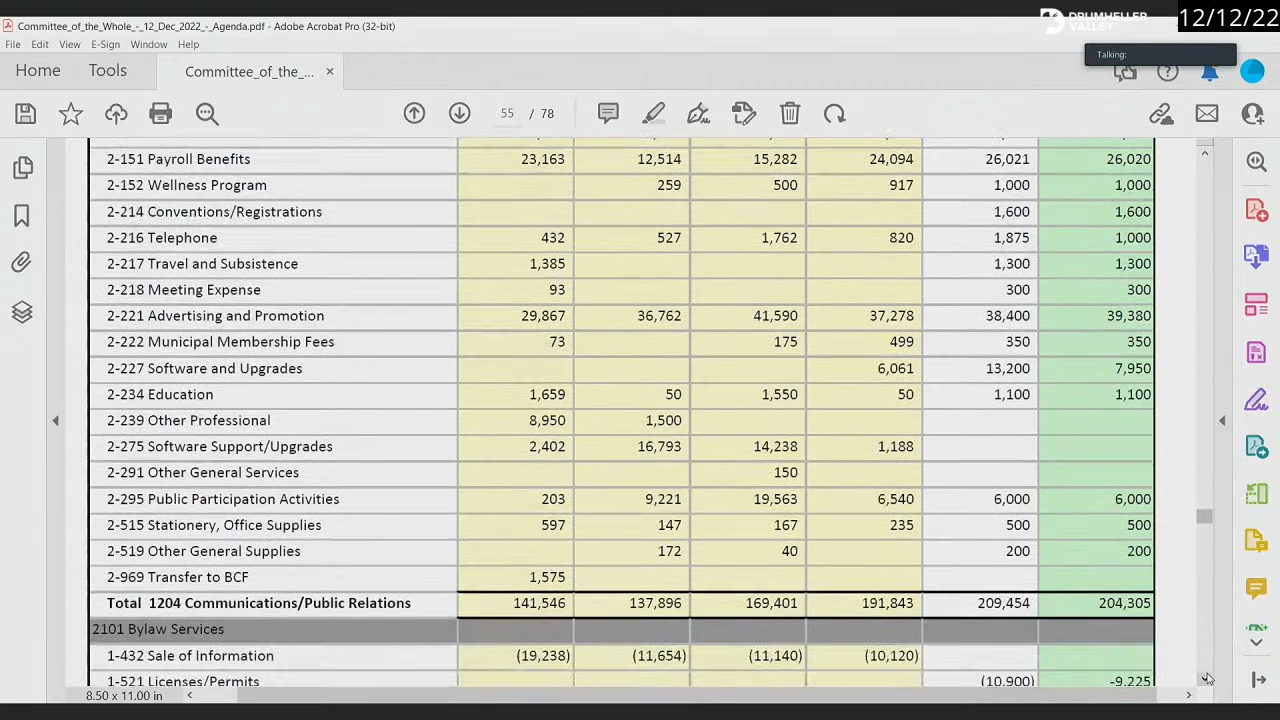 Committee_of_the_Whole_-_12_Dec_2022_-_Agenda.pdf - Adobe Acrobat Pro (32-bit)
DRUMHELLER VALLEY
12/12/22
File Edit View E-Sign Window Help
Talking:
Home Tools Committee_of_the_... ×
55 / 78
2-151 Payroll Benefits 23,163 12,514 15,282 24,094 26,021 26,020
2-152 Wellness Program 259 500 917 1,000 1,000
2-214 Conventions/Registrations 1,600 1,600
2-216 Telephone 432 527 1,762 820 1,875 1,000
2-217 Travel and Subsistence 1,385 1,300 1,300
2-218 Meeting Expense 93 300 300
2-221 Advertising and Promotion 29,867 36,762 41,590 37,278 38,400 39,380
2-222 Municipal Membership Fees 73 175 499 350 350
2-227 Software and Upgrades 6,061 13,200 7,950
2-234 Education 1,659 50 1,550 50 1,100 1,100
2-239 Other Professional 8,950 1,500
2-275 Software Support/Upgrades 2,402 16,793 14,238 1,188
2-291 Other General Services 150
2-295 Public Participation Activities 203 9,221 19,563 6,540 6,000 6,000
2-515 Stationery, Office Supplies 597 147 167 235 500 500
2-519 Other General Supplies 172 40 200 200
2-969 Transfer to BCF 1,575
Total 1204 Communications/Public Relations 141,546 137,896 169,401 191,843 209,454 204,305
2101 Bylaw Services
1-432 Sale of Information (19,238) (11,654) (11,140) (10,120)
1-521 Licenses/Permits (10,900) -9,225
8.50 x 11.00 in